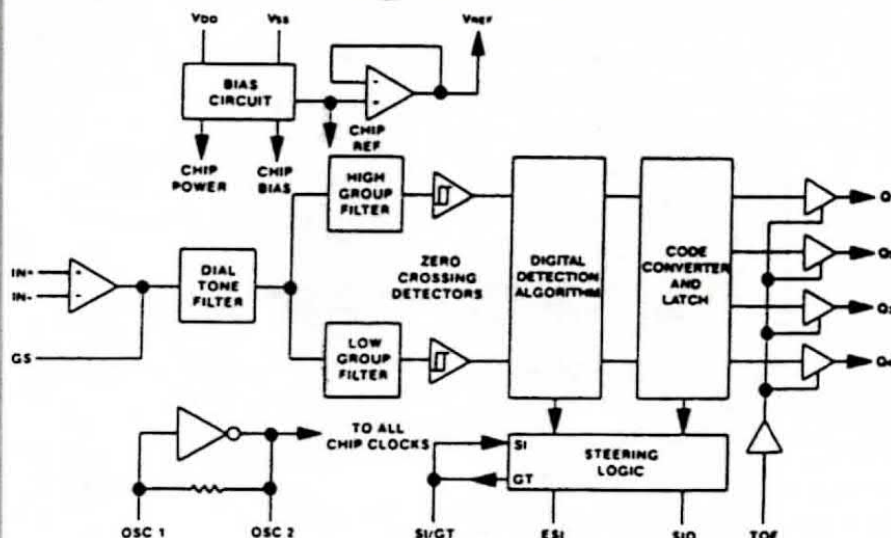 VDD
VSS
VREF
BIAS
CIRCUIT
CHIP
POWER
CHIP
BIAS
CHIP
REF
HIGH
GROUP
FILTER
IN+
IN-
GS
DIAL
TONE
FILTER
ZERO
CROSSING
DETECTORS
DIGITAL
DETECTION
ALGORITHM
CODE
CONVERTER
AND
LATCH
LOW
GROUP
FILTER
TO ALL
CHIP CLOCKS
SI
GT
STEERING
LOGIC
OSC 1
OSC 2
SI/GT
TOE